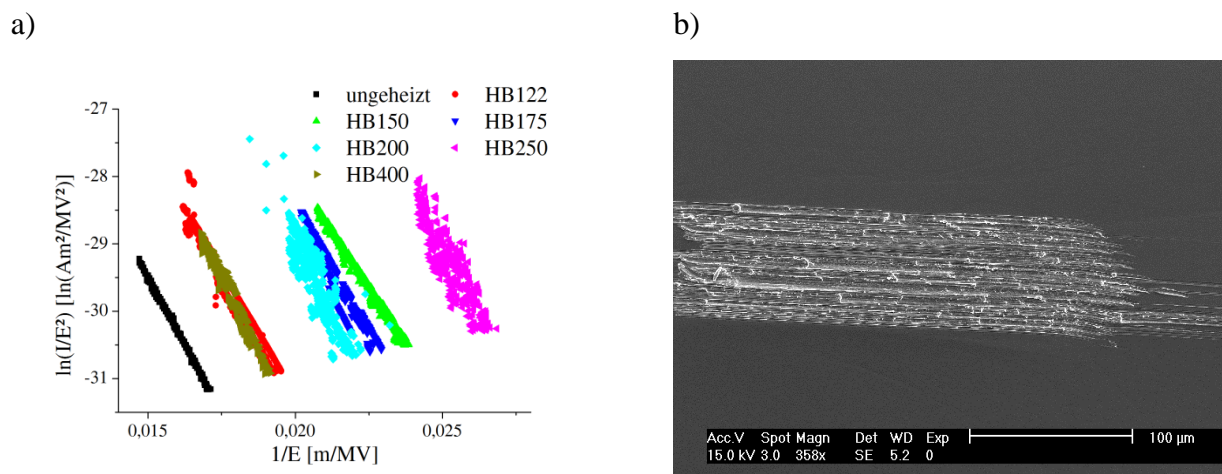 a)
b)
ungeheizt
HB122
HB150
HB175
HB200
HB250
HB400
-27
-28
-29
-30
-31
ln(I/E²) [ln(Am²/MV²)]
0,015
0,020
0,025
1/E [m/MV]
Acc.V Spot Magn Det WD Exp
15.0 kV 3.0 358x SE 5.2 0
100 µm